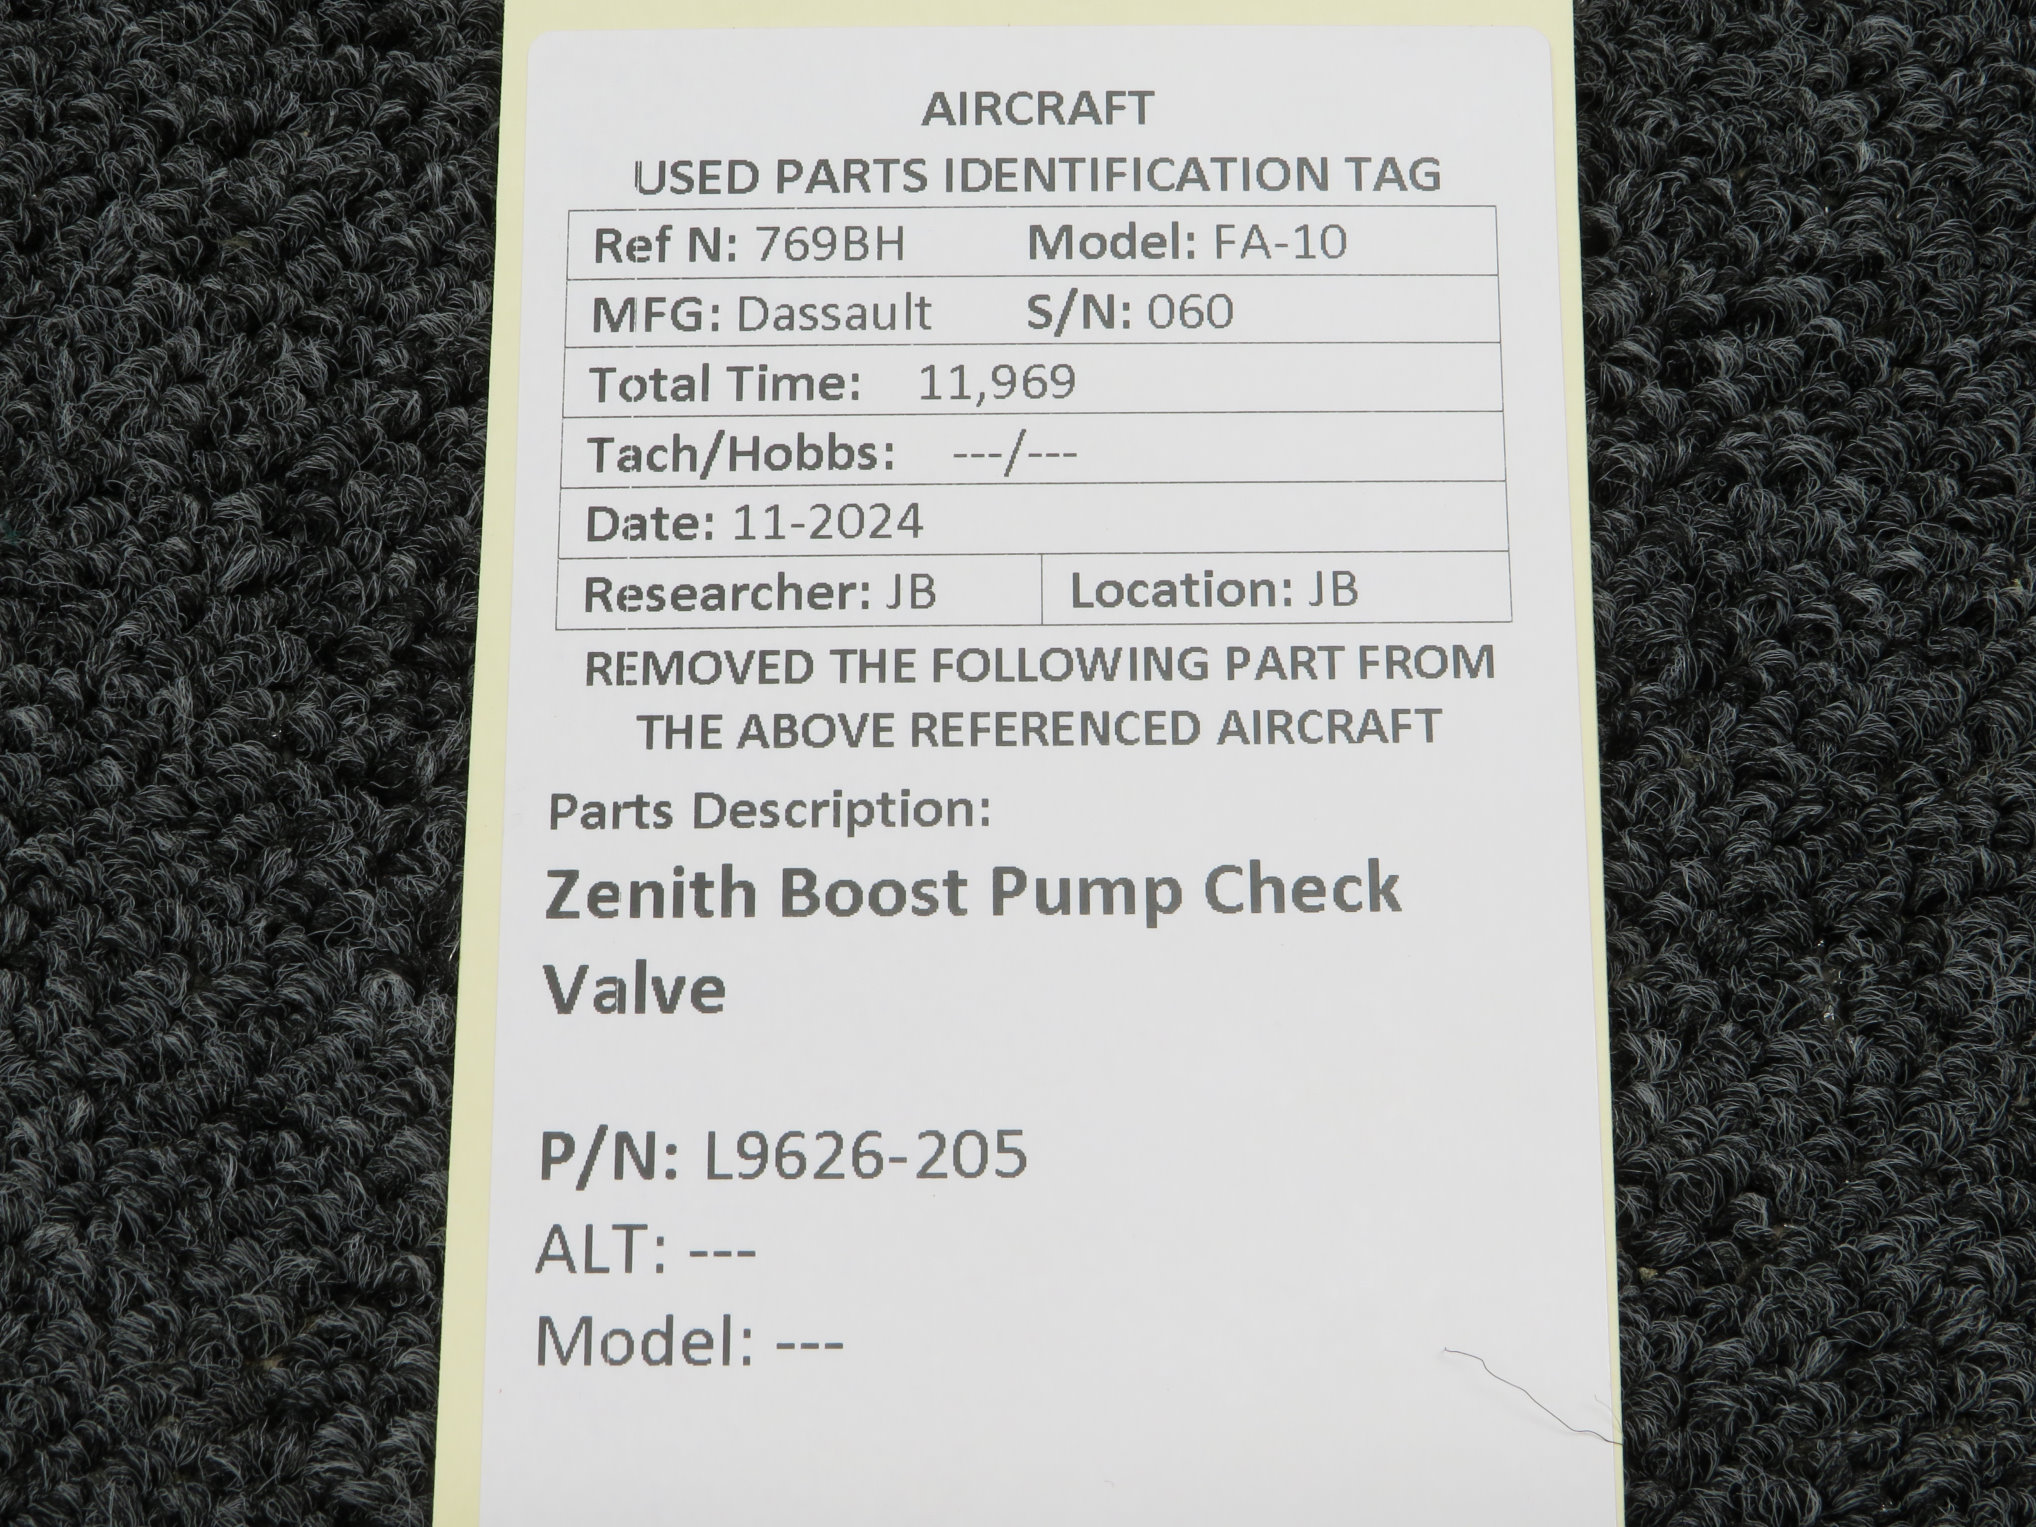 AIRCRAFT
USED PARTS IDENTIFICATION TAG
Ref N: 769BH Model: FA-10
MFG: Dassault S/N: 060
Total Time: 11,969
Tach/Hobbs: ---/---
Date: 11-2024
Researcher: JB Location: JB
REMOVED THE FOLLOWING PART FROM
THE ABOVE REFERENCED AIRCRAFT
Parts Description:
Zenith Boost Pump Check
Valve
P/N: L9626-205
ALT: ---
Model: ---